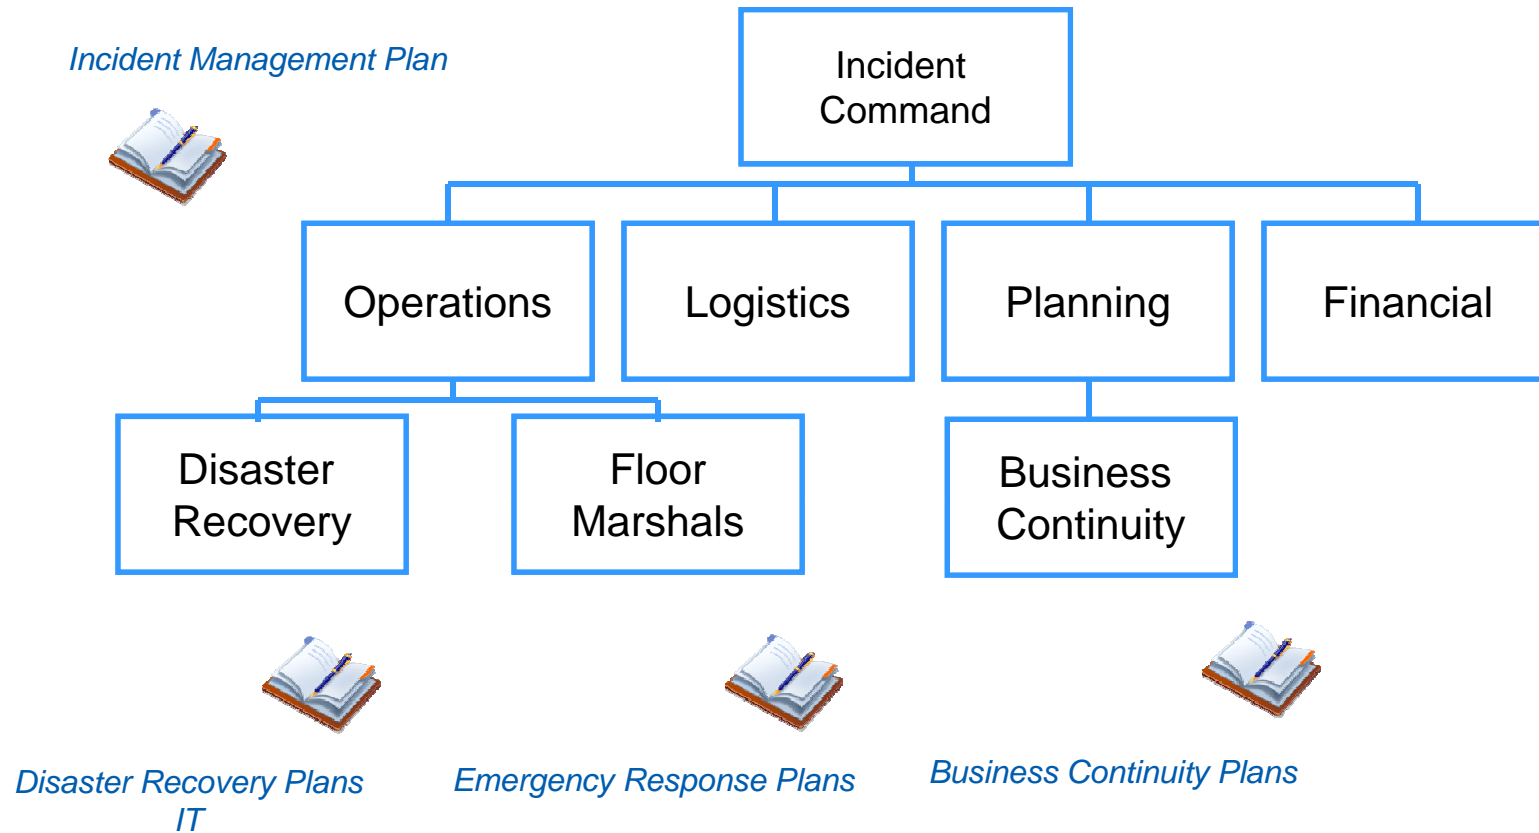 Incident Management Plan
Incident
Command
Operations
Logistics
Planning
Financial
Disaster
Recovery
Floor
Marshals
Business
Continuity
Disaster Recovery Plans
IT
Emergency Response Plans
Business Continuity Plans